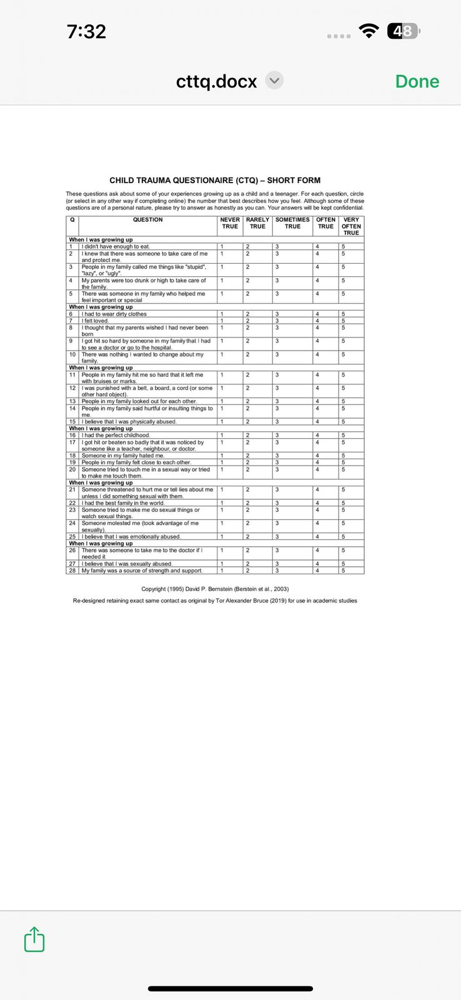 7:32
48
cttq.docx
Done
CHILD TRAUMA QUESTIONAIRE (CTQ) – SHORT FORM
These questions ask about some of your experiences growing up as a child and a teenager. For each question, circle
(or select in any other way if completing online) the number that best describes how you feel. Although some of these
questions are of a personal nature, please try to answer as honestly as you can. Your answers will be kept confidential.
Q QUESTION NEVER RARELY SOMETIMES OFTEN VERY
TRUE TRUE TRUE TRUE OFTEN
TRUE
When I was growing up
1 I didn't have enough to eat. 1 2 3 4 5
2 I knew that there was someone to take care of me 1 2 3 4 5
and protect me.
3 People in my family called me things like "stupid", 1 2 3 4 5
"lazy", or "ugly".
4 My parents were too drunk or high to take care of 1 2 3 4 5
the family.
5 There was someone in my family who helped me 1 2 3 4 5
feel important or special
When I was growing up
6 I had to wear dirty clothes 1 2 3 4 5
7 I felt loved. 1 2 3 4 5
8 I thought that my parents wished I had never been 1 2 3 4 5
born
9 I got hit so hard by someone in my family that I had 1 2 3 4 5
to see a doctor or go to the hospital.
10 There was nothing I wanted to change about my 1 2 3 4 5
family.
When I was growing up
11 People in my family hit me so hard that it left me 1 2 3 4 5
with bruises or marks.
12 I was punished with a belt, a board, a cord (or some 1 2 3 4 5
other hard object).
13 People in my family looked out for each other. 1 2 3 4 5
14 People in my family said hurtful or insulting things to 1 2 3 4 5
me.
15 I believe that I was physically abused. 1 2 3 4 5
When I was growing up
16 I had the perfect childhood. 1 2 3 4 5
17 I got hit or beaten so badly that it was noticed by 1 2 3 4 5
someone like a teacher, neighbour, or doctor.
18 Someone in my family hated me. 1 2 3 4 5
19 People in my family felt close to each other. 1 2 3 4 5
20 Someone tried to touch me in a sexual way or tried 1 2 3 4 5
to make me touch them.
When I was growing up
21 Someone threatened to hurt me or tell lies about me 1 2 3 4 5
unless I did something sexual with them.
22 I had the best family in the world. 1 2 3 4 5
23 Someone tried to make me do sexual things or 1 2 3 4 5
watch sexual things.
24 Someone molested me (took advantage of me 1 2 3 4 5
sexually).
25 I believe that I was emotionally abused. 1 2 3 4 5
When I was growing up
26 There was someone to take me to the doctor if I 1 2 3 4 5
needed it
27 I believe that I was sexually abused. 1 2 3 4 5
28 My family was a source of strength and support. 1 2 3 4 5
Copyright (1995) David P. Bernstein (Berstein et al., 2003)
Re-designed retaining exact same contact as original by Tor Alexander Bruce (2019) for use in academic studies